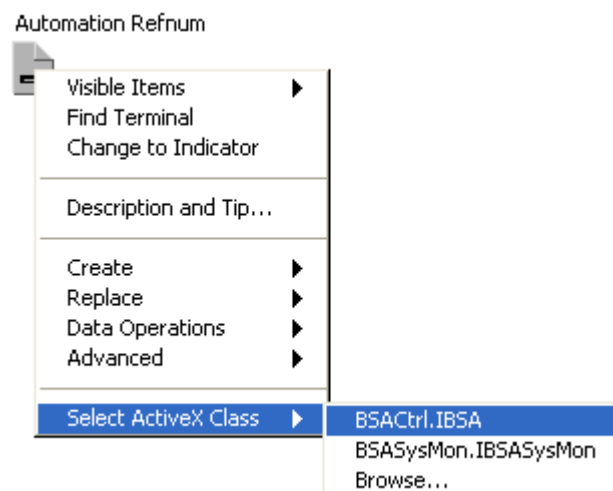 Automation Refnum
Visible Items
Find Terminal
Change to Indicator
Description and Tip...
Create
Replace
Data Operations
Advanced
Select ActiveX Class
BSACtrl.IBSA
BSASysMon.IBSASysMon
Browse...